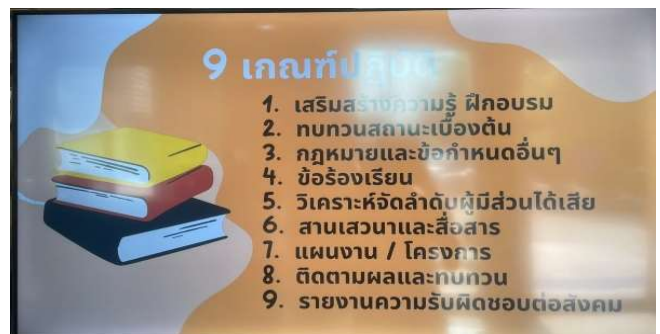 9 เกณฑ์ปฏิบัติ
1. เสริมสร้างความรู้ ฝึกอบรม
2. ทบทวนสถานะเบื้องต้น
3. กฎหมายและข้อกำหนดอื่นๆ
4. ข้อร้องเรียน
5. วิเคราะห์จัดลำดับผู้มีส่วนได้เสีย
6. สานเสวนาและสื่อสาร
7. แผนงาน / โครงการ
8. ติดตามผลและทบทวน
9. รายงานความรับผิดชอบต่อสังคม